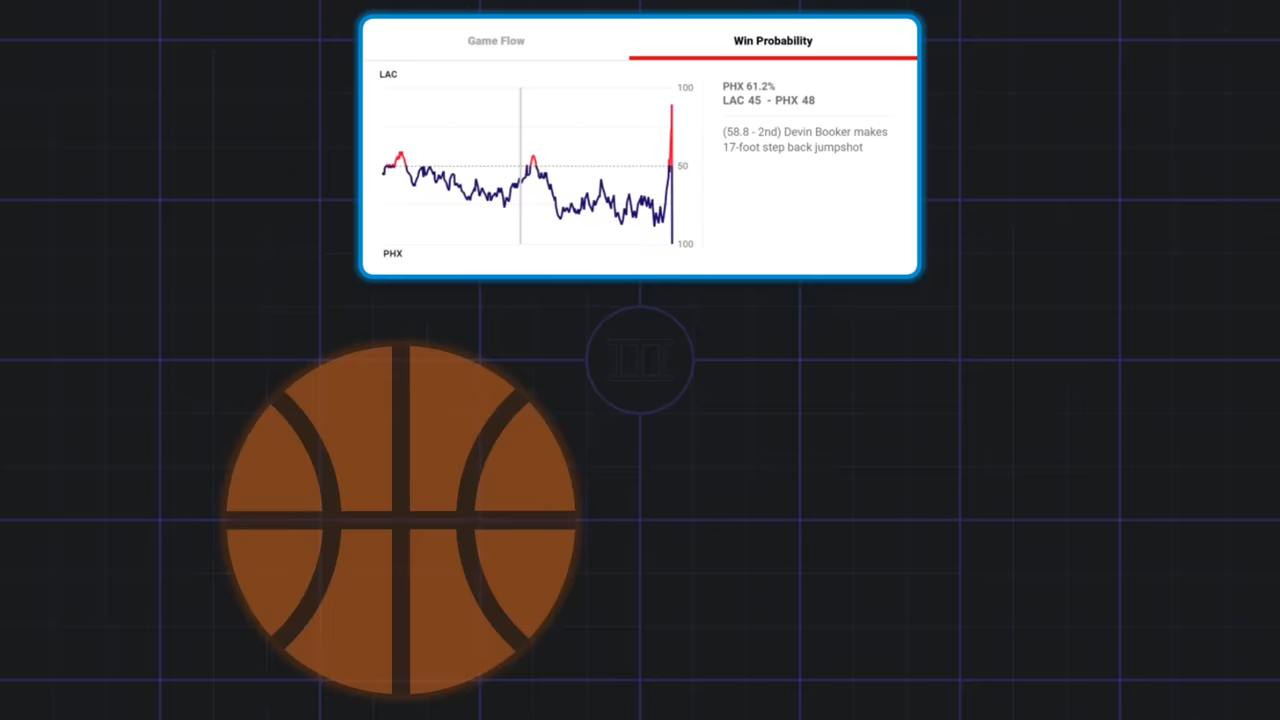 Game Flow
Win Probability
LAC
100
50
100
PHX
PHX 61.2%
LAC 45 - PHX 48
(58.8 - 2nd) Devin Booker makes
17-foot step back jumpshot